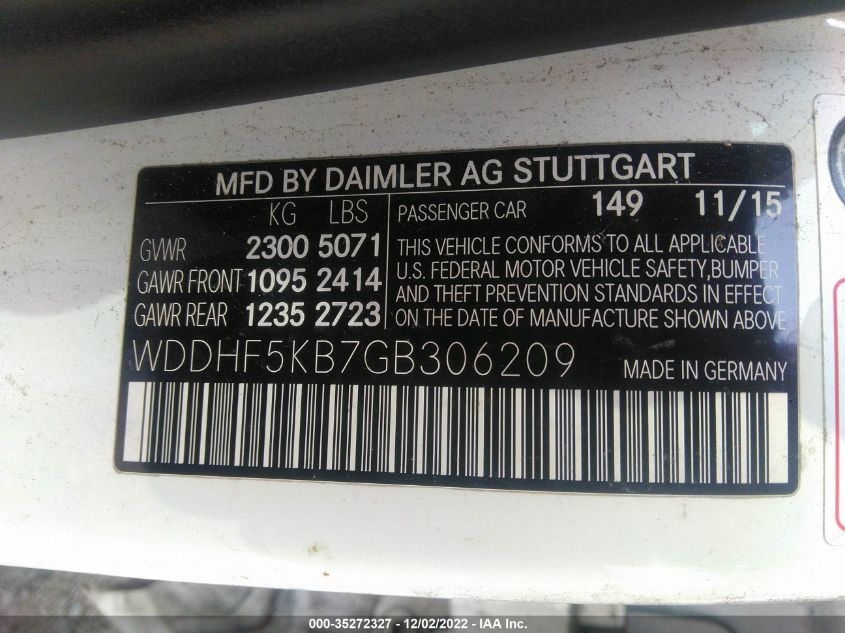 MFD BY DAIMLER AG STUTTGART
KG LBS
GVWR 2300 5071
GAWR FRONT 1095 2414
GAWR REAR 1235 2723
PASSENGER CAR 149 11/15
THIS VEHICLE CONFORMS TO ALL APPLICABLE
U.S. FEDERAL MOTOR VEHICLE SAFETY,BUMPER
AND THEFT PREVENTION STANDARDS IN EFFECT
ON THE DATE OF MANUFACTURE SHOWN ABOVE
WDDHF5KB7GB306209 MADE IN GERMANY
000-35272327 - 12/02/2022 - IAA Inc.